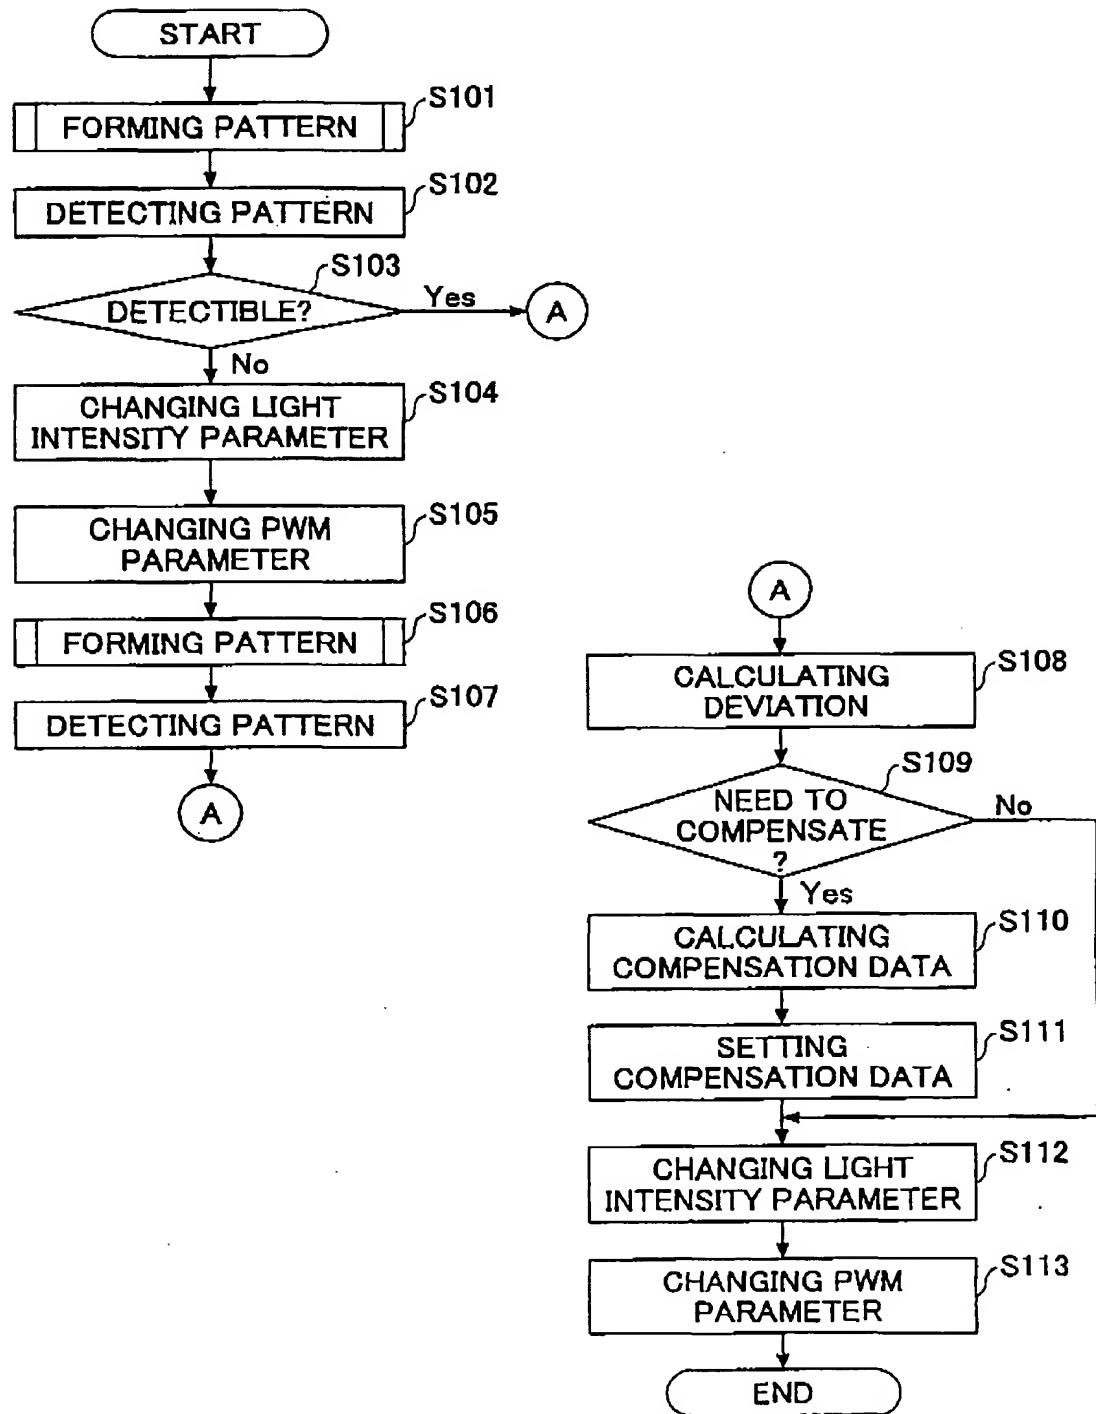 START
FORMING PATTERN
S101
DETECTING PATTERN
S102
DETECTIBLE?
S103
Yes
A
No
CHANGING LIGHT
INTENSITY PARAMETER
S104
CHANGING PWM
PARAMETER
S105
FORMING PATTERN
S106
DETECTING PATTERN
S107
A
A
CALCULATING
DEVIATION
S108
NEED TO
COMPENSATE
?
S109
No
Yes
CALCULATING
COMPENSATION DATA
S110
SETTING
COMPENSATION DATA
S111
CHANGING LIGHT
INTENSITY PARAMETER
S112
CHANGING PWM
PARAMETER
S113
END